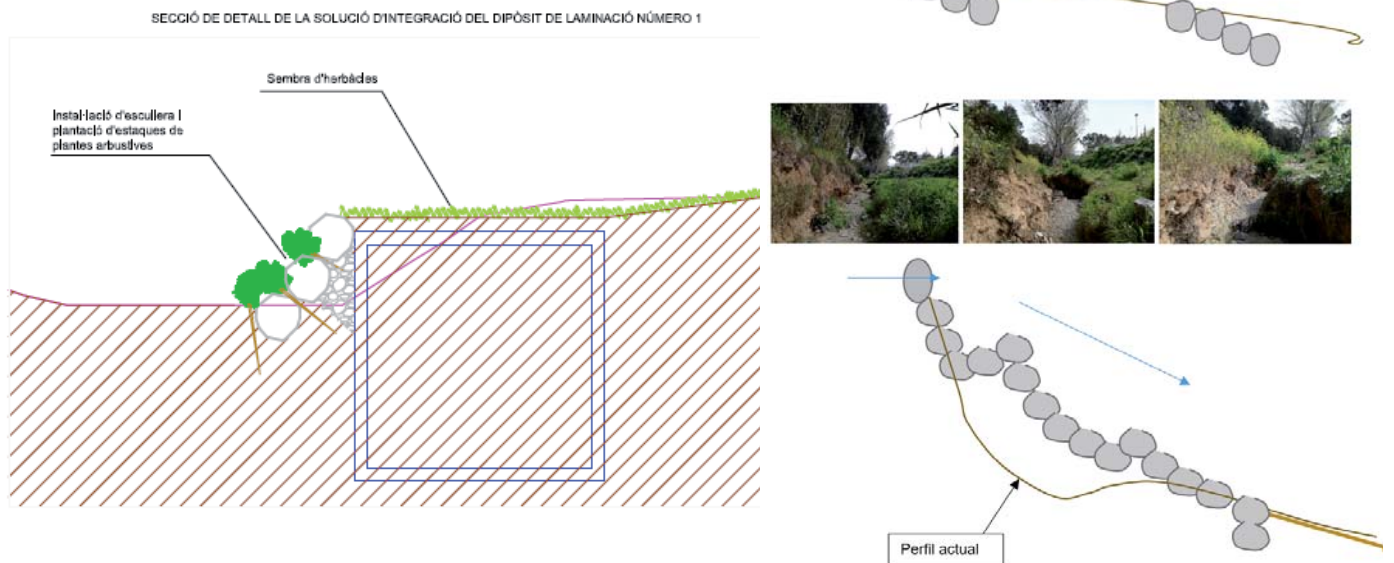 SECCIÓ DE DETALL DE LA SOLUCIÓ D'INTEGRACIÓ DEL DIPÒSIT DE LAMINACIÓ NÚMERO 1
Sembra d'herbàcies
Instal·lació d'escullera i
plantació d'estaques de
plantes arbustives
Perfil actual